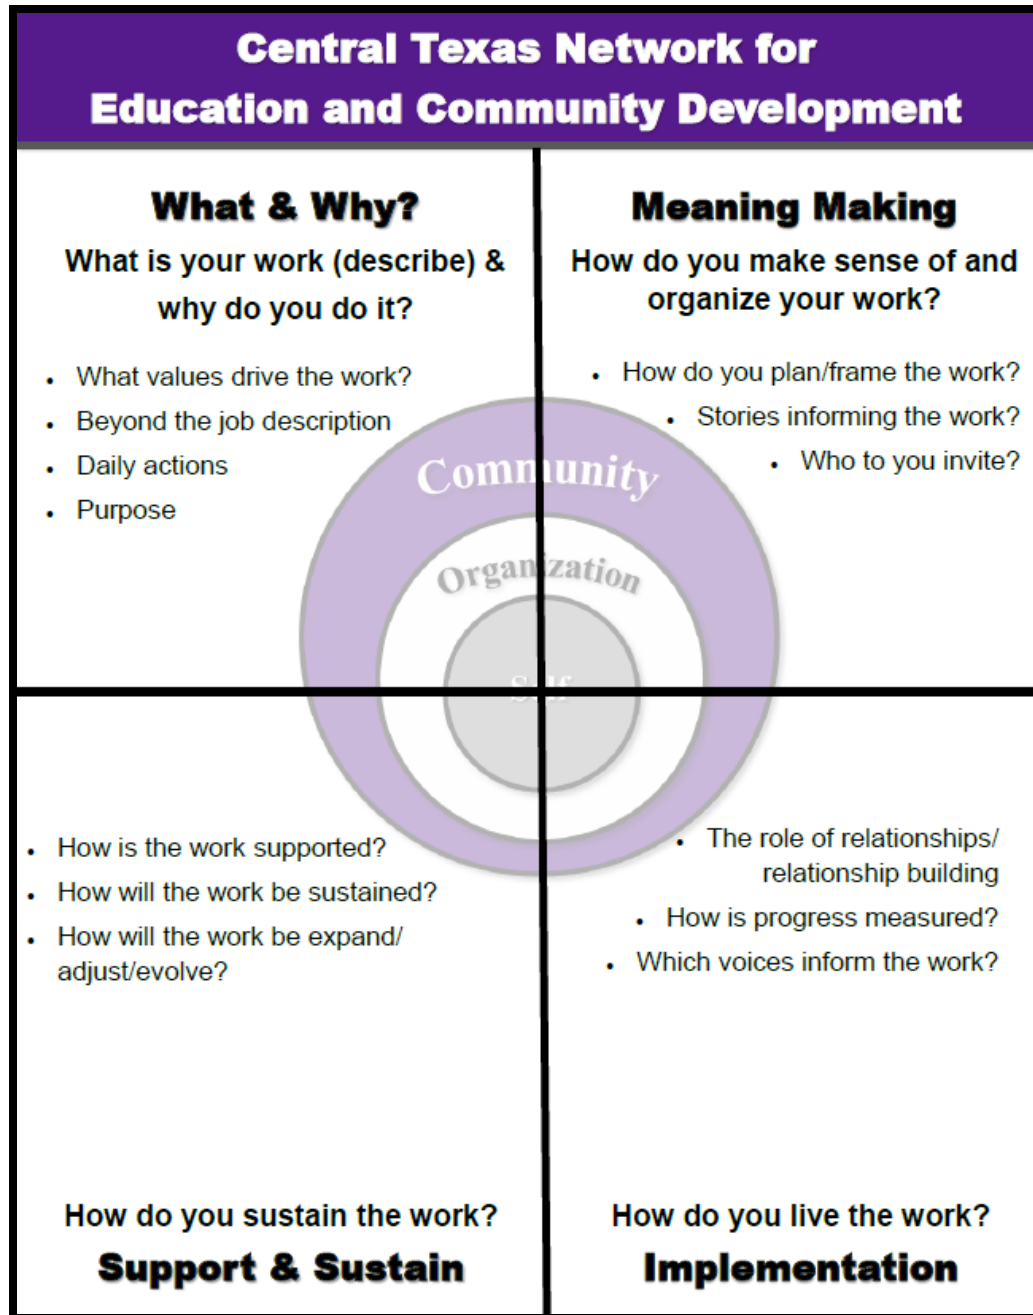 Central Texas Network for
Education and Community Development
What & Why?
What is your work (describe) &
why do you do it?
• What values drive the work?
• Beyond the job description
• Daily actions
• Purpose
Meaning Making
How do you make sense of and
organize your work?
• How do you plan/frame the work?
• Stories informing the work?
• Who to you invite?
Community
Organization
Self
• How is the work supported?
• How will the work be sustained?
• How will the work be expand/
adjust/evolve?
How do you sustain the work?
Support & Sustain
• The role of relationships/
relationship building
• How is progress measured?
• Which voices inform the work?
How do you live the work?
Implementation